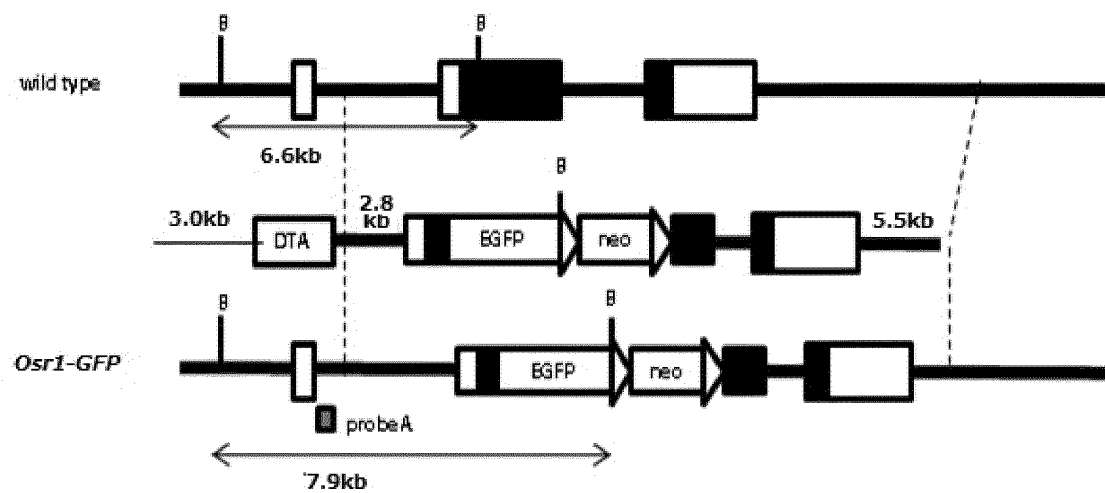 B
B
wild type
6.6kb
B
3.0kb
2.8
kb
5.5kb
DTA
EGFP
neo
B
B
Osr1-GFP
EGFP
neo
probeA
7.9kb